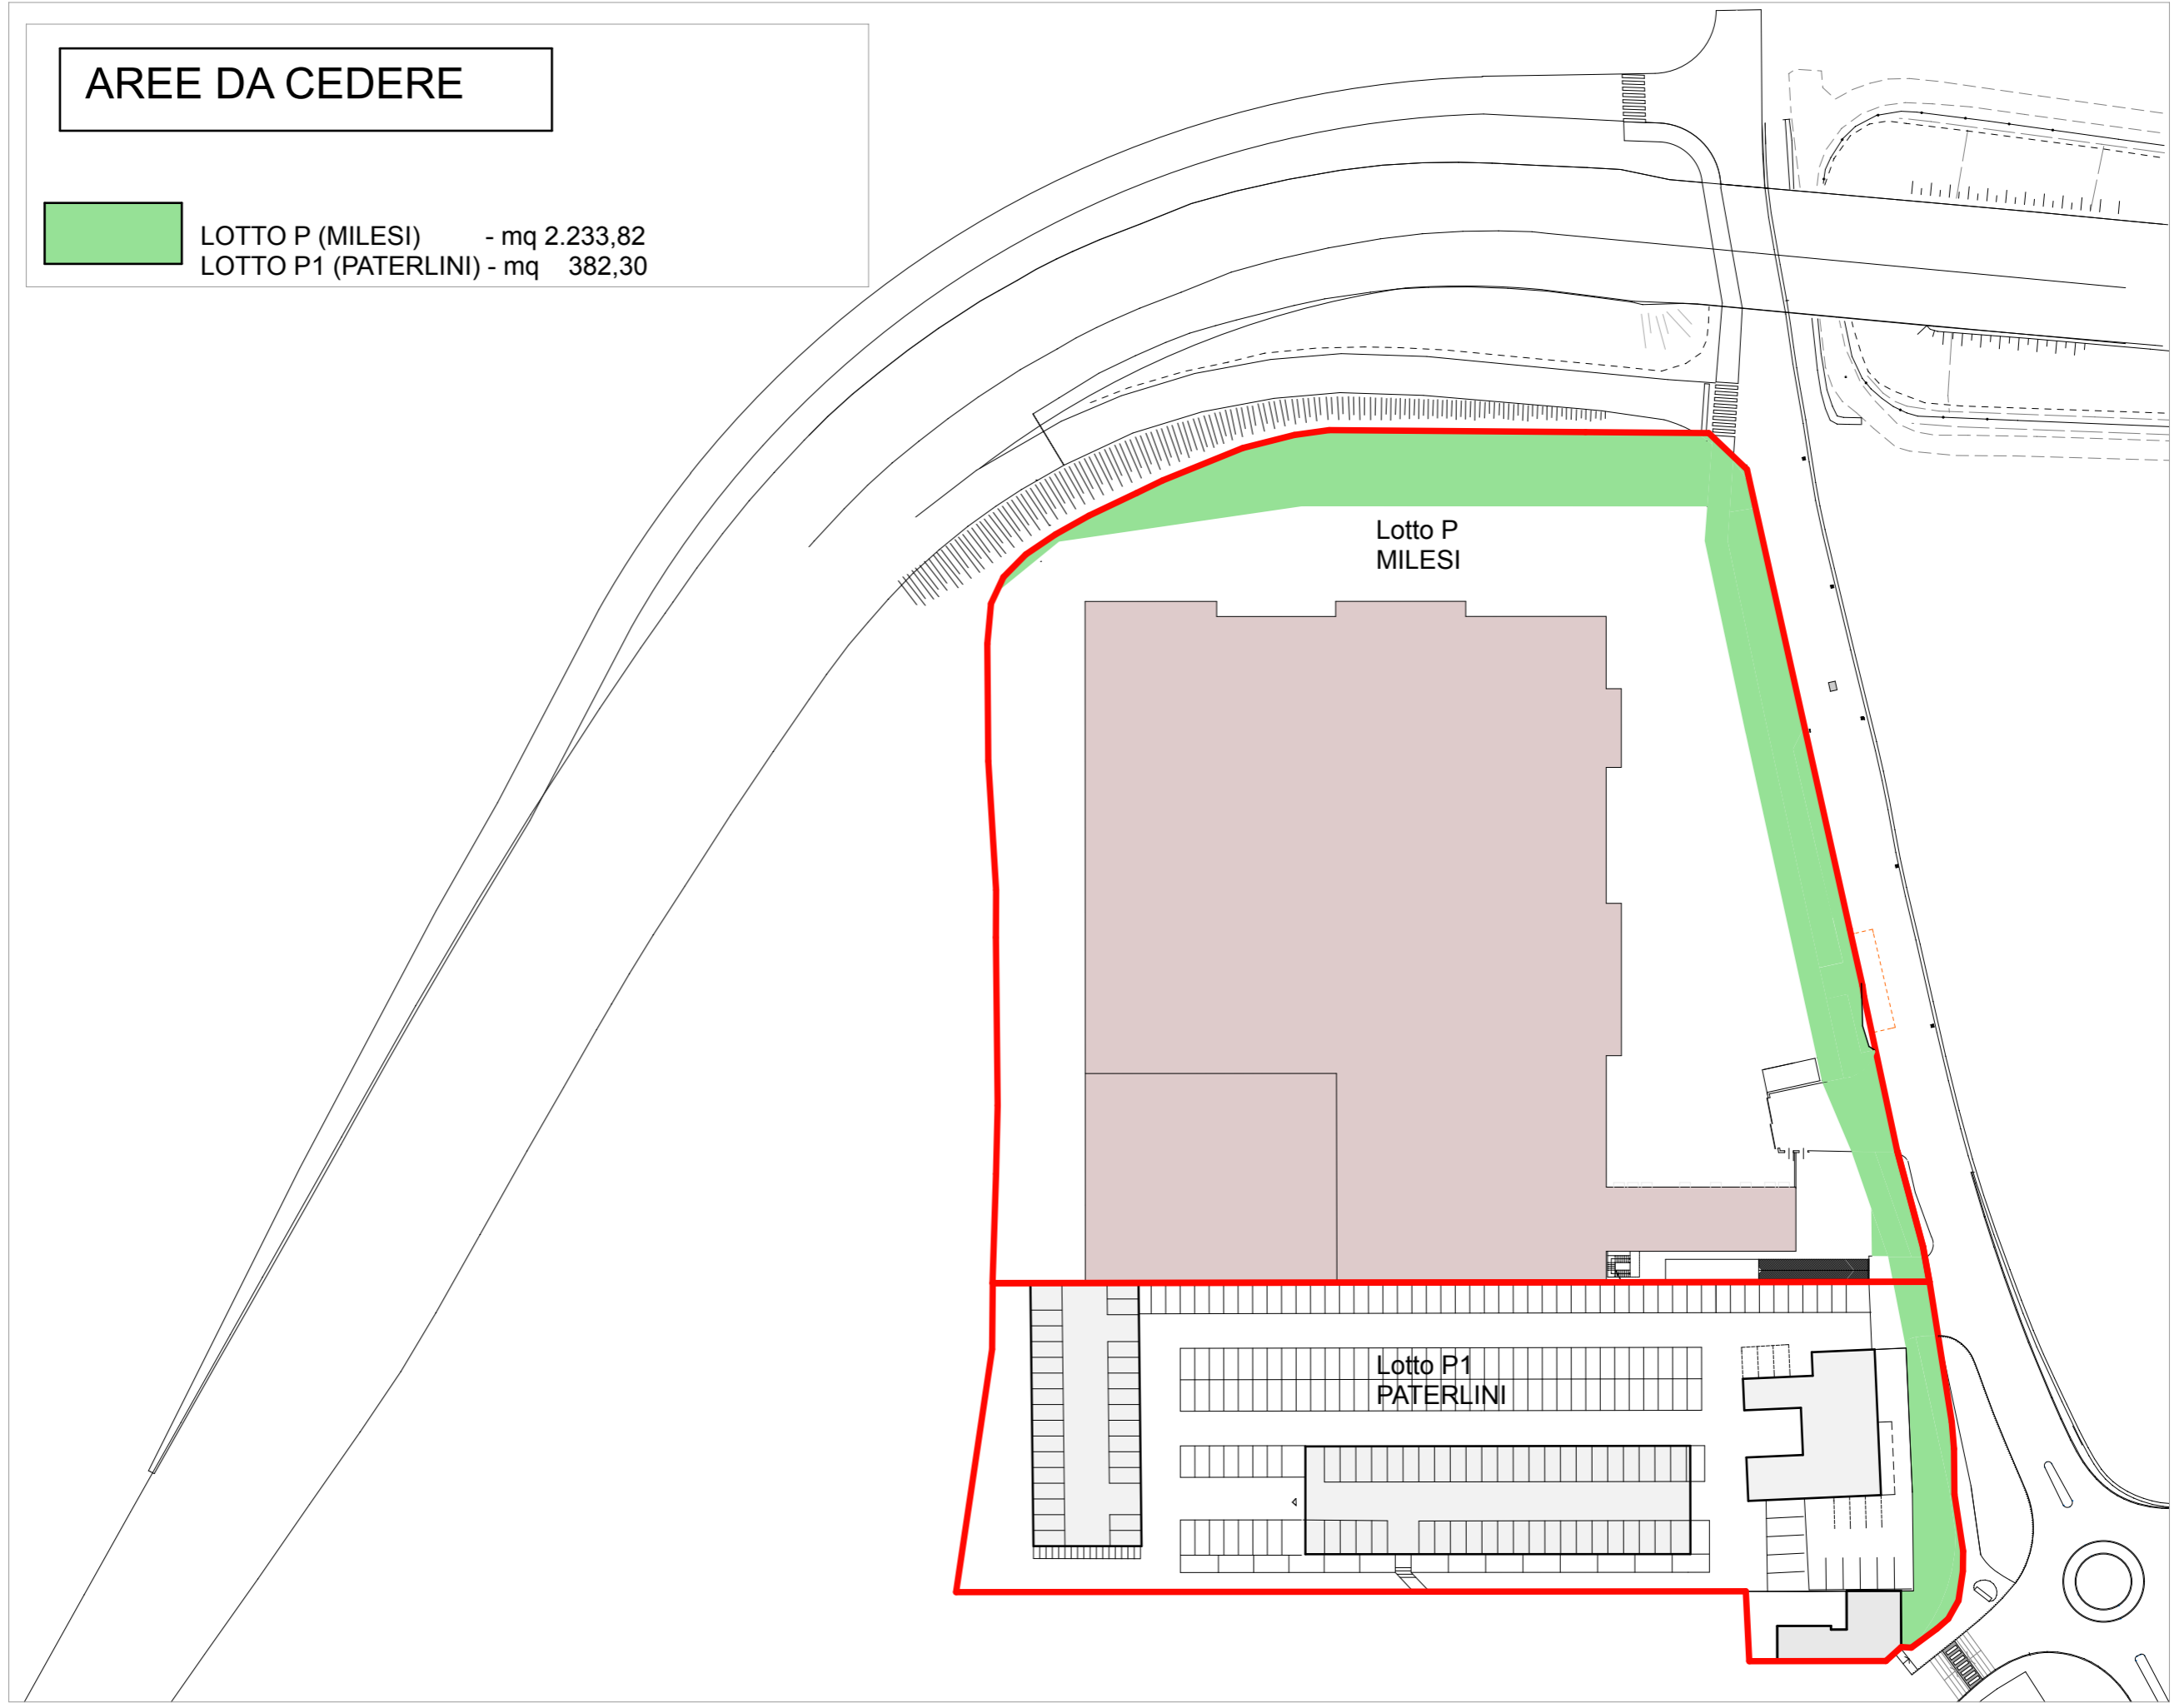 AREE DA CEDERE
LOTTO P (MILESI) - mq 2.233,82
LOTTO P1 (PATERLINI) - mq 382,30
Lotto P
MILESI
Lotto P1
PATERLINI